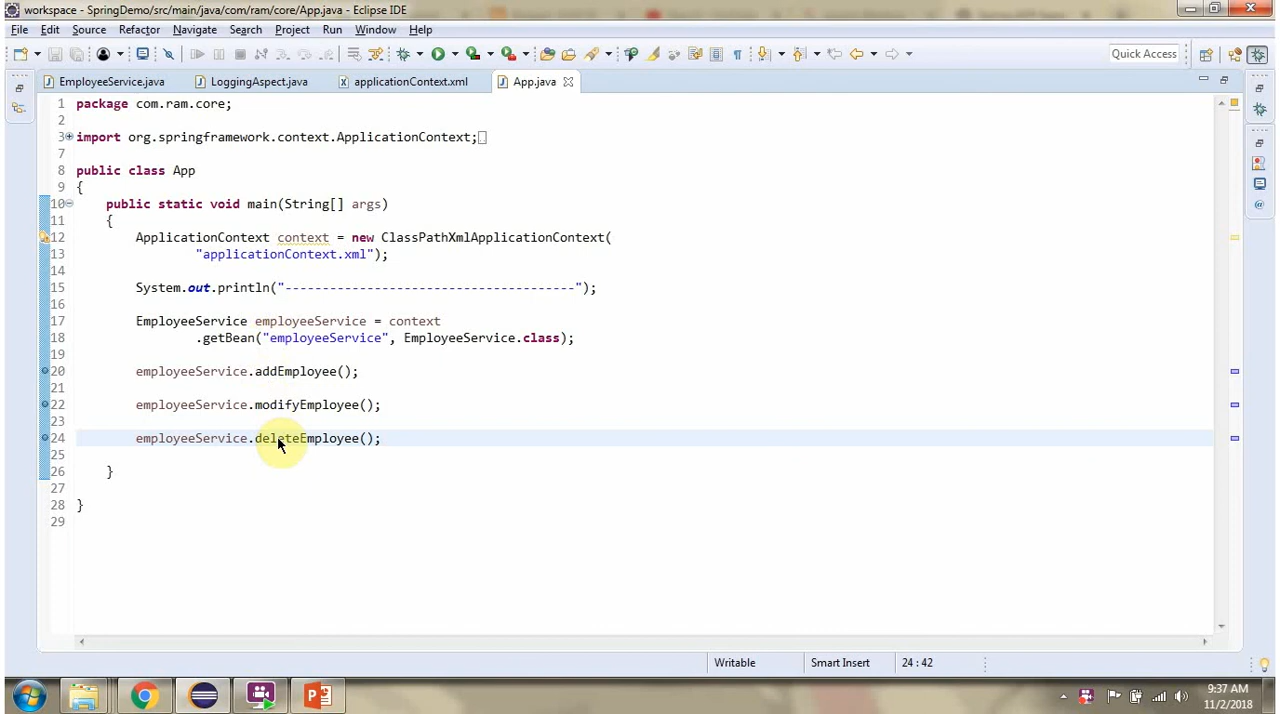 workspace - SpringDemo/src/main/java/com/ram/core/App.java - Eclipse IDE
File Edit Source Refactor Navigate Search Project Run Window Help
Quick Access
EmployeeService.java LoggingAspect.java applicationContext.xml App.java
1 package com.ram.core;
2
3 import org.springframework.context.ApplicationContext;
7
8 public class App
9 {
10 public static void main(String[] args)
11 {
12 ApplicationContext context = new ClassPathXmlApplicationContext(
13 "applicationContext.xml");
14
15 System.out.println("---------------------------------------");
16
17 EmployeeService employeeService = context
18 .getBean("employeeService", EmployeeService.class);
19
20 employeeService.addEmployee();
21
22 employeeService.modifyEmployee();
23
24 employeeService.deleteEmployee();
25
26 }
27
28 }
29
Writable Smart Insert 24 : 42
9:37 AM
11/2/2018